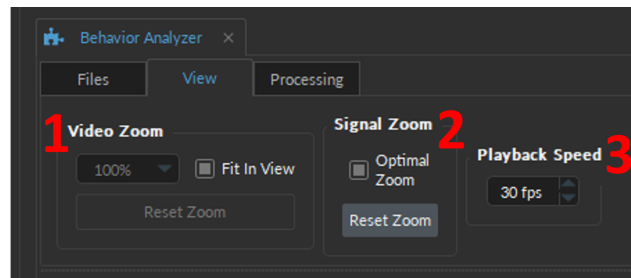 Behavior Analyzer ×
Files View Processing
1 Video Zoom
100% Fit In View
Reset Zoom
Signal Zoom 2
Optimal
Zoom
Reset Zoom
Playback Speed 3
30 fps